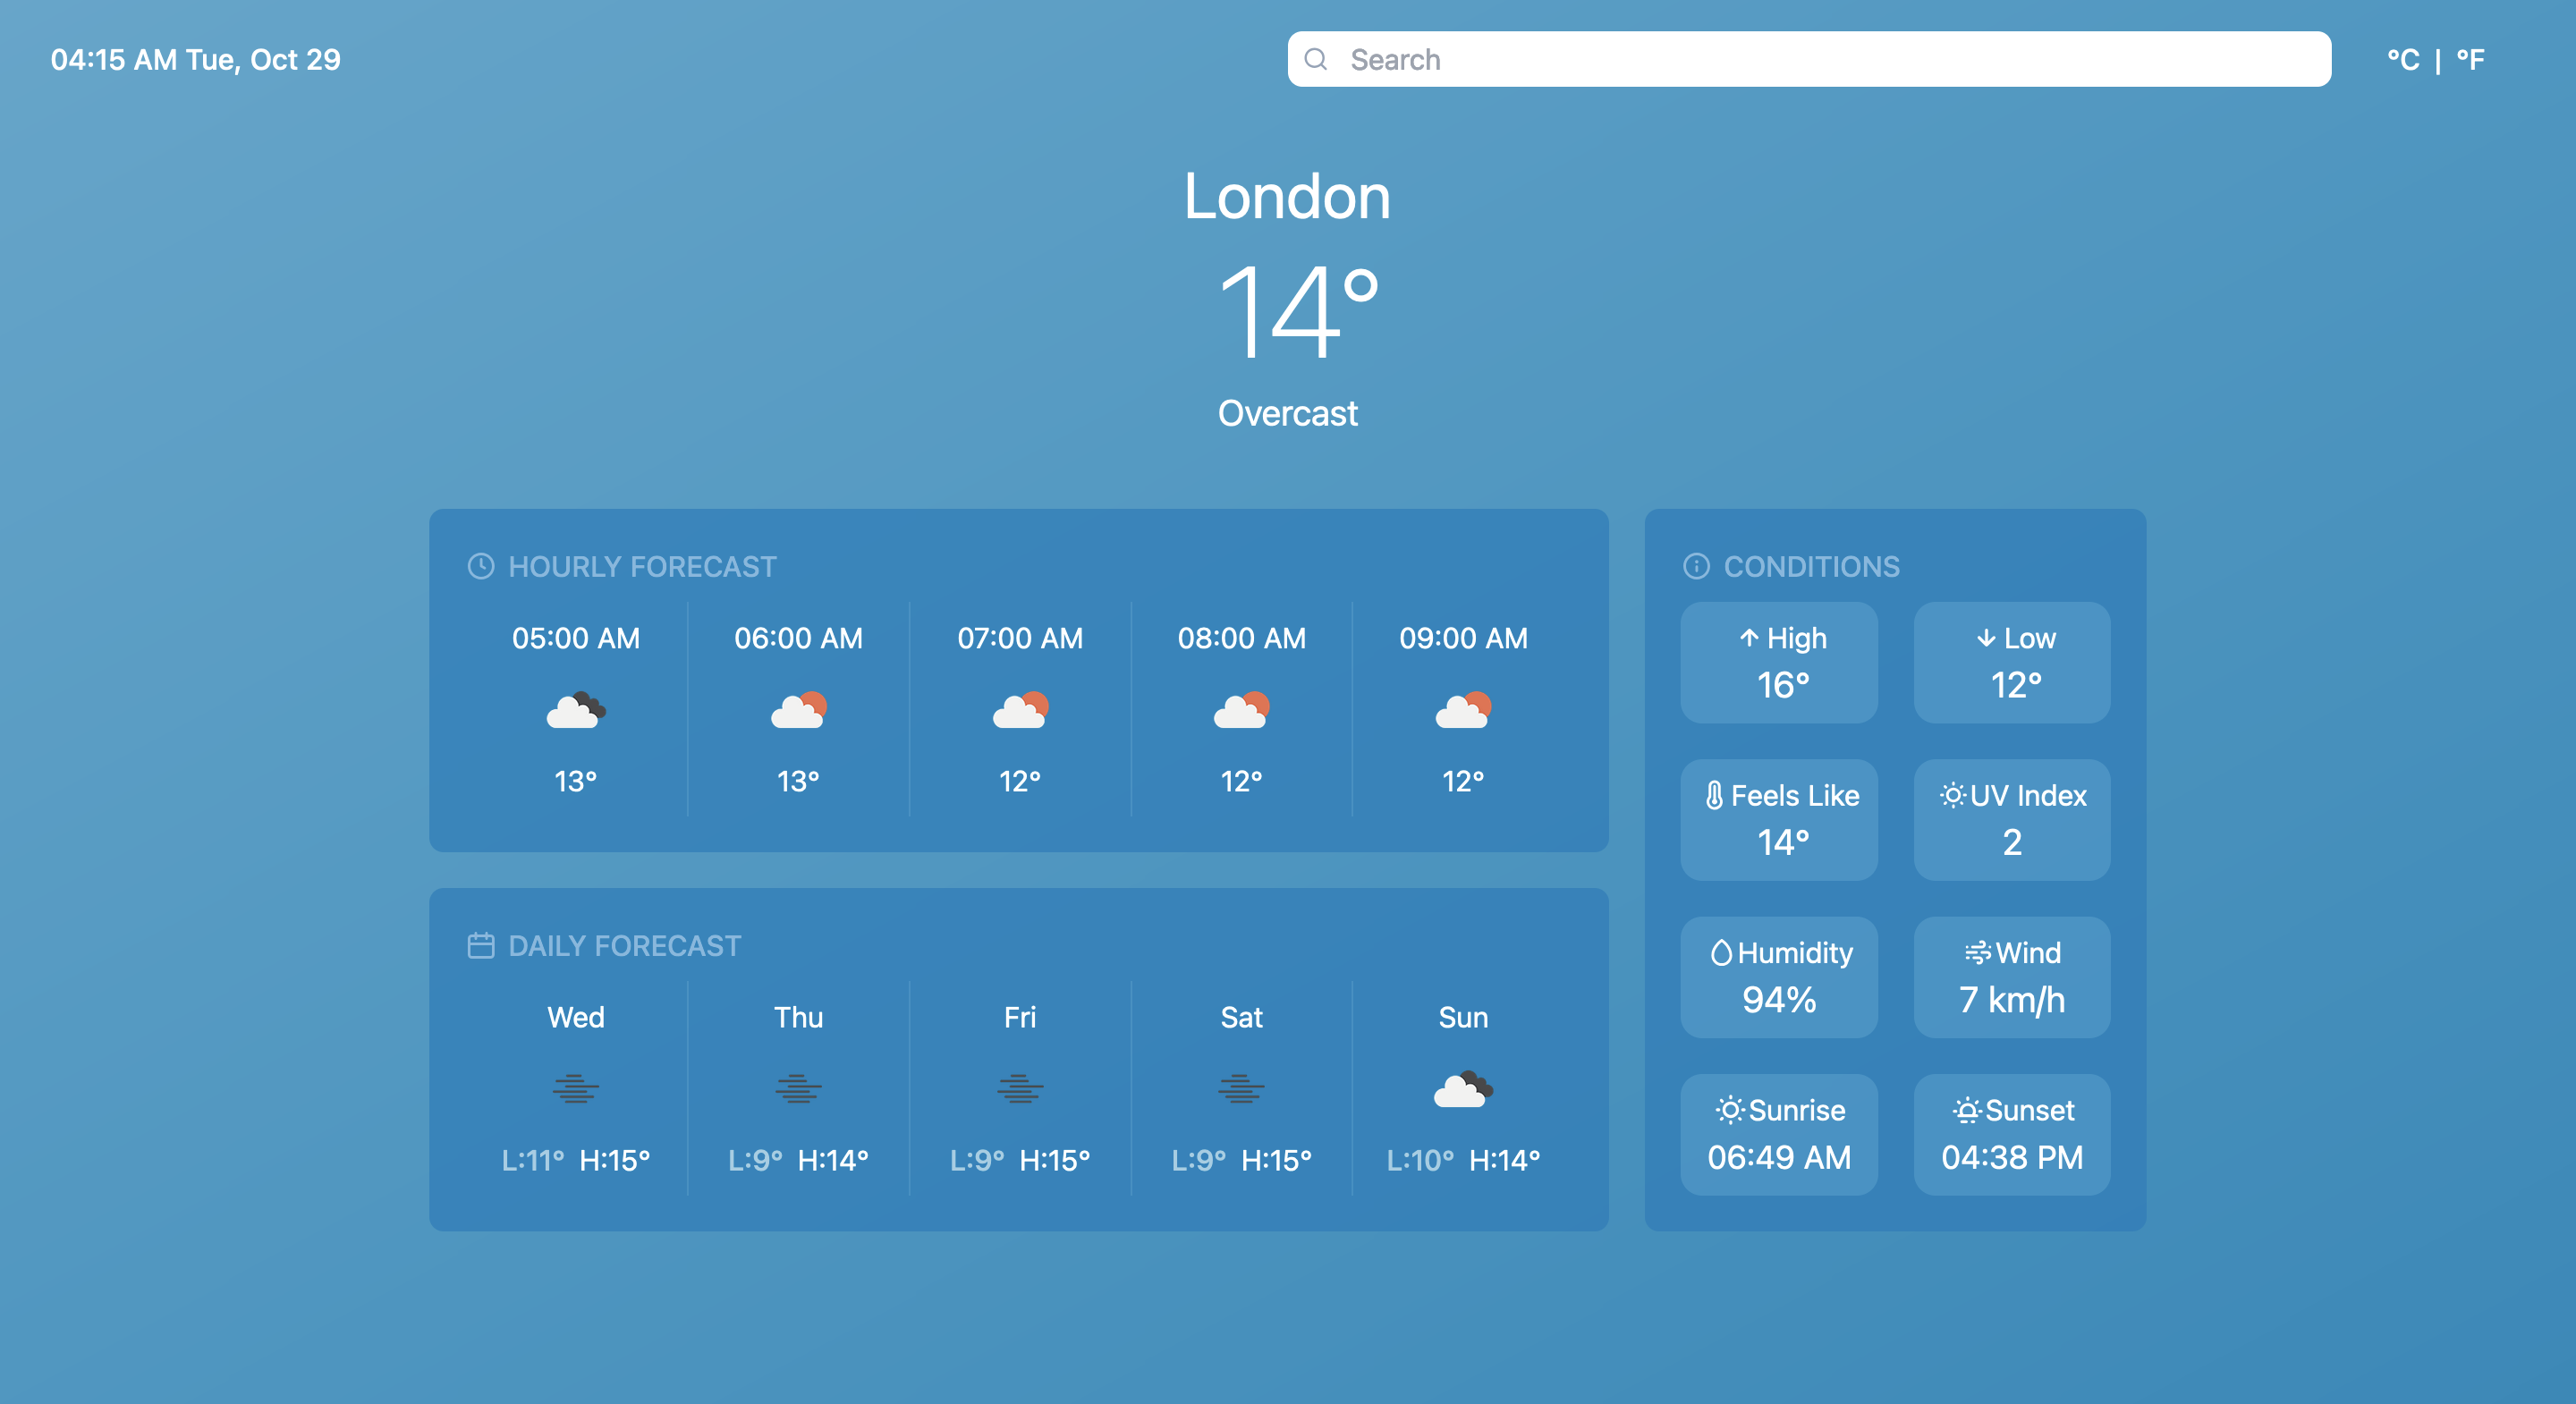 04:15 AM Tue, Oct 29
Search
°C | °F
London
14°
Overcast
HOURLY FORECAST
05:00 AM 06:00 AM 07:00 AM 08:00 AM 09:00 AM
13° 13° 12° 12° 12°
DAILY FORECAST
Wed Thu Fri Sat Sun
L:11° H:15° L:9° H:14° L:9° H:15° L:9° H:15° L:10° H:14°
CONDITIONS
High Low
16° 12°
Feels Like UV Index
14° 2
Humidity Wind
94% 7 km/h
Sunrise Sunset
06:49 AM 04:38 PM